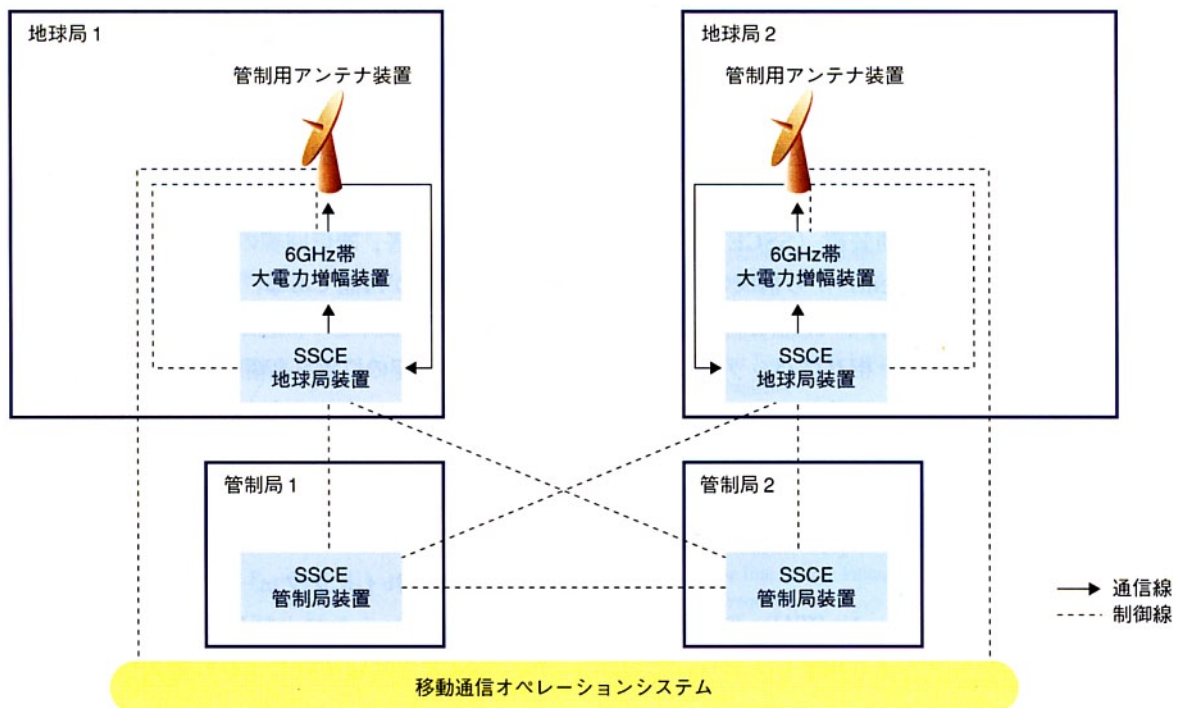 地球局1
管制用アンテナ装置
6GHz帯
大電力増幅装置
SSCE
地球局装置
地球局2
管制用アンテナ装置
6GHz帯
大電力増幅装置
SSCE
地球局装置
管制局1
SSCE
管制局装置
管制局2
SSCE
管制局装置
通信線
制御線
移動通信オペレーションシステム